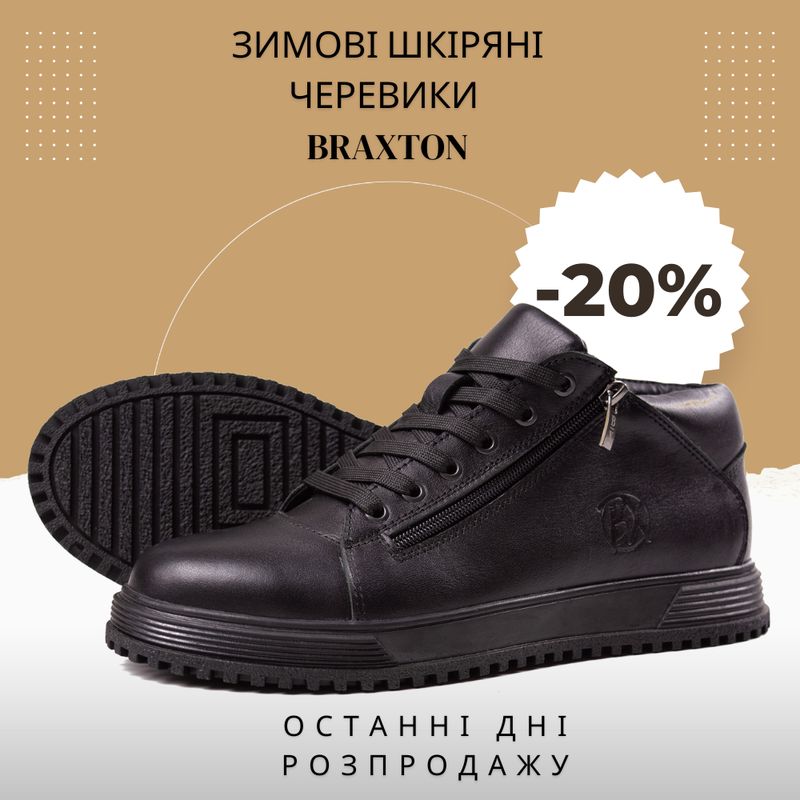 ЗИМОВІ ШКІРЯНІ
ЧЕРЕВИКИ
BRAXTON
-20%
ОСТАННІ ДНІ
РОЗПРОДАЖУ